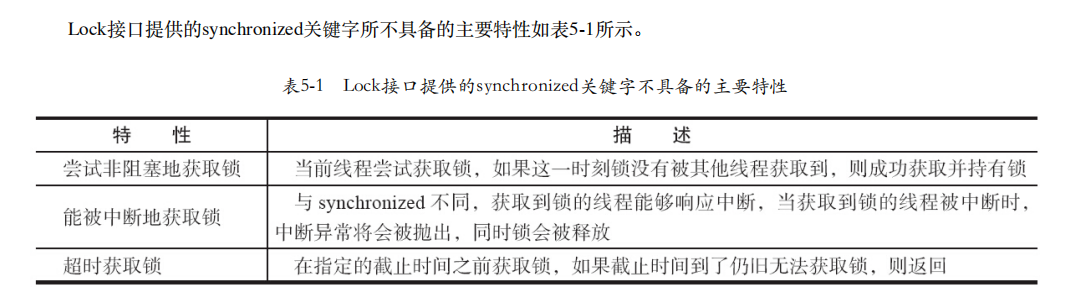 Lock接口提供的synchronized关键字所不具备的主要特性如表5-1所示。
表5-1 Lock接口提供的synchronized关键字不具备的主要特性
特 性 描 述
尝试非阻塞地获取锁 当前线程尝试获取锁，如果这一时刻锁没有被其他线程获取到，则成功获取并持有锁
能被中断地获取锁 与 synchronized 不同，获取到锁的线程能够响应中断，当获取到锁的线程被中断时，
中断异常将会被抛出，同时锁会被释放
超时获取锁 在指定的截止时间之前获取锁，如果截止时间到了仍旧无法获取锁，则返回